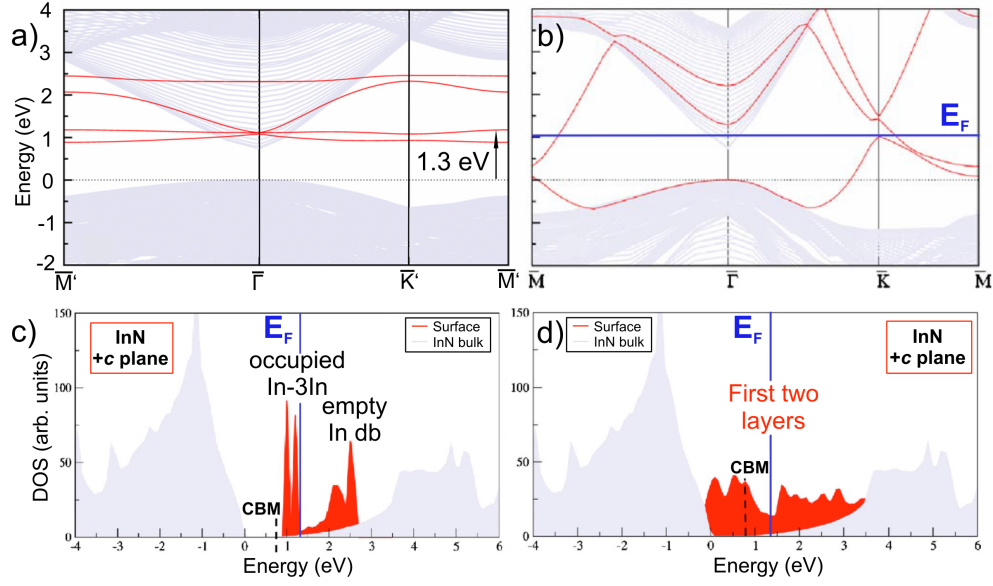 a)
4
3
2
1
0
-1
-2
Energy (eV)
1.3 eV
M̅‘
Γ̅
K̅‘
M̅‘
b)
E_F
M̅
Γ̅
K̅
M̅
c)
150
100
50
0
DOS (arb. units)
InN
+c plane
E_F
Surface
InN bulk
occupied
In-3In
empty
In db
CBM
-4 -3 -2 -1 0 1 2 3 4 5 6
Energy (eV)
d)
150
100
50
0
Surface
InN bulk
E_F
InN
+c plane
First two
layers
CBM
-4 -3 -2 -1 0 1 2 3 4 5 6
Energy (eV)